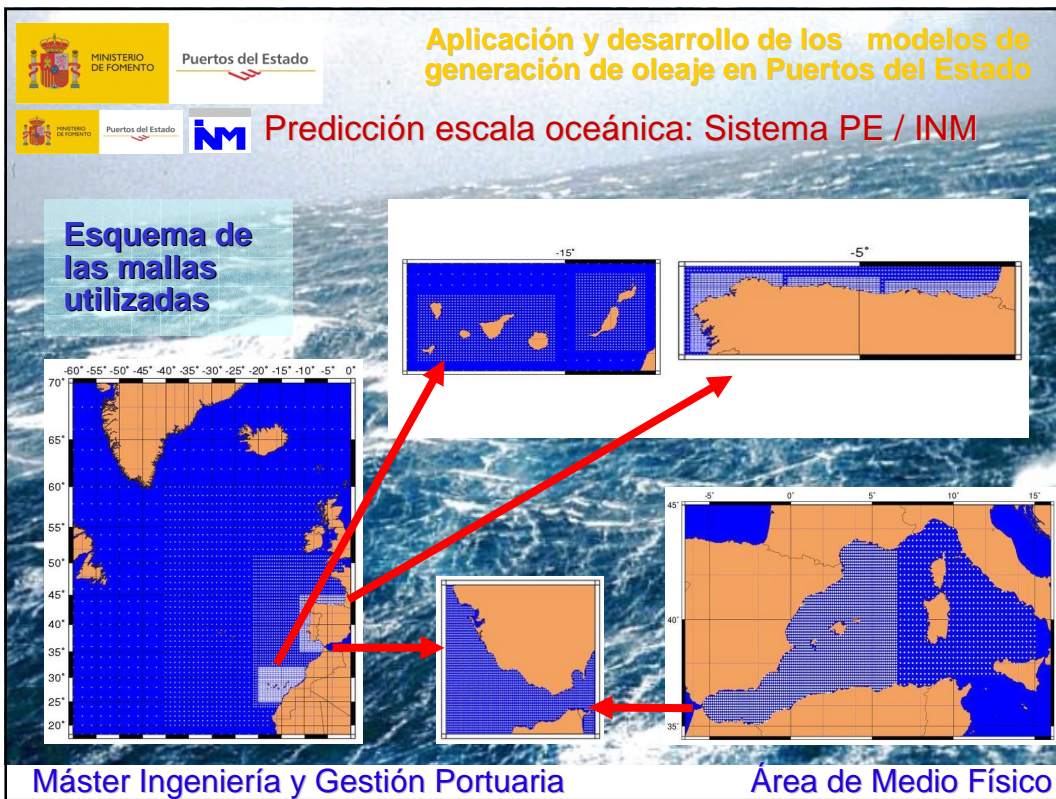 MINISTERIO
DE FOMENTO
Puertos del Estado
Aplicación y desarrollo de los modelos de
generación de oleaje en Puertos del Estado
MINISTERIO
DE FOMENTO
Puertos del Estado
iNM
Predicción escala oceánica: Sistema PE / INM
Esquema de
las mallas
utilizadas
-15°
-5°
-60° -55° -50° -45° -40° -35° -30° -25° -20° -15° -10° -5° 0°
70°
65°
60°
55°
50°
45°
40°
35°
30°
25°
20°
-5° 0° 5° 10° 15°
45°
40°
35°
Máster Ingeniería y Gestión Portuaria
Área de Medio Físico